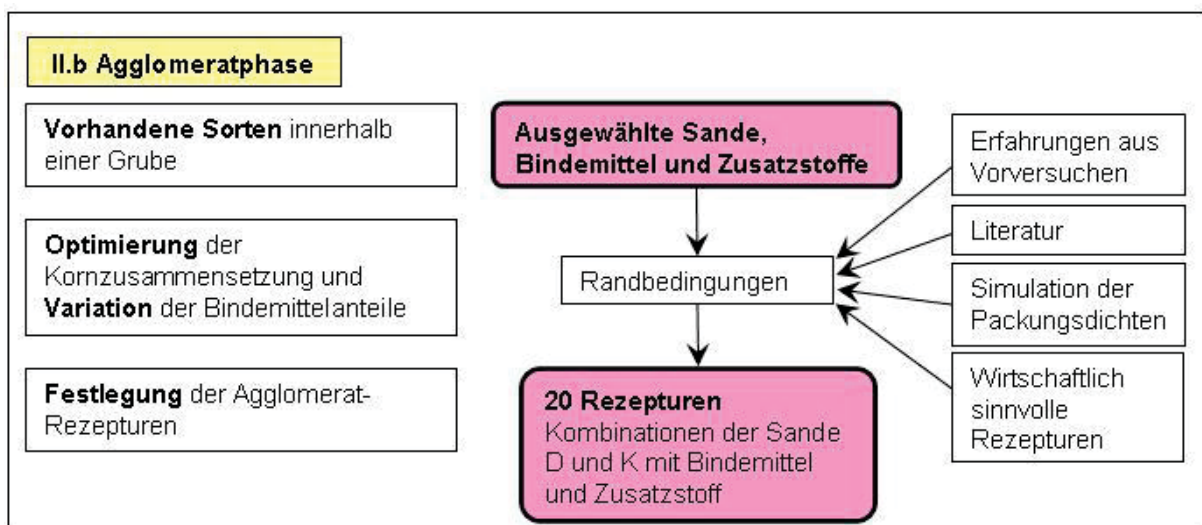 II.b Agglomeratphase
Vorhandene Sorten innerhalb
einer Grube
Optimierung der
Kornzusammensetzung und
Variation der Bindemittelanteile
Festlegung der Agglomerat-
Rezepturen
Ausgewählte Sande,
Bindemittel und Zusatzstoffe
Randbedingungen
20 Rezepturen
Kombinationen der Sande
D und K mit Bindemittel
und Zusatzstoff
Erfahrungen aus
Vorversuchen
Literatur
Simulation der
Packungsdichten
Wirtschaftlich
sinnvolle
Rezepturen